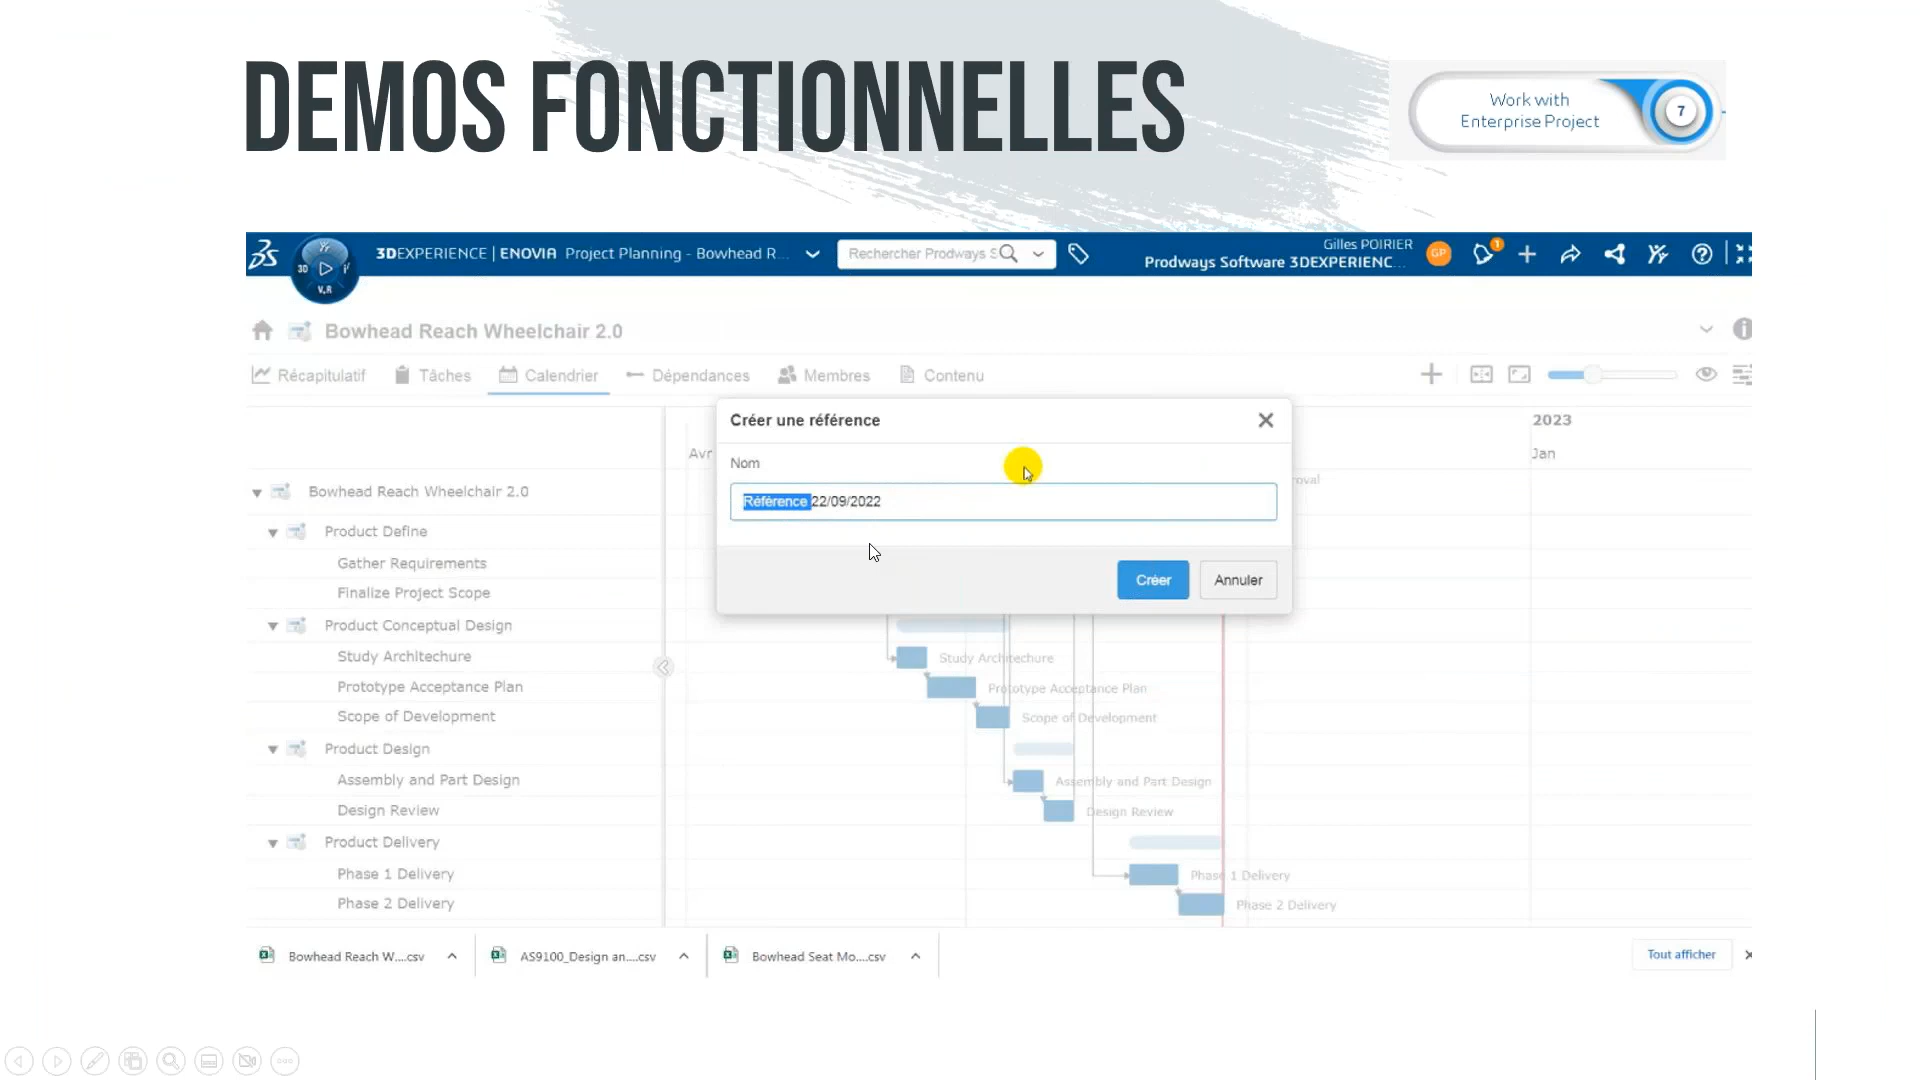 DEMOS FONCTIONNELLES
Work with
Enterprise Project
7
3DEXPERIENCE | ENOVIA Project Planning - Bowhead R...
Rechercher Prodways S
Gilles POIRIER
Prodways Software 3DEXPERIENC...
GP
1
3D
V.R
Bowhead Reach Wheelchair 2.0
Récapitulatif
Tâches
Calendrier
Dépendances
Membres
Contenu
2023
Avr
Jan
Créer une référence
Nom
Référence 22/09/2022
Créer
Annuler
Bowhead Reach Wheelchair 2.0
Product Define
Gather Requirements
Finalize Project Scope
Product Conceptual Design
Study Architechure
Study Architechure
Prototype Acceptance Plan
Prototype Acceptance Plan
Scope of Development
Scope of Development
Product Design
Assembly and Part Design
Assembly and Part Design
Design Review
Design Review
Product Delivery
Phase 1 Delivery
Phase 1 Delivery
Phase 2 Delivery
Phase 2 Delivery
Bowhead Reach W....csv
AS9100_Design an....csv
Bowhead Seat Mo....csv
Tout afficher